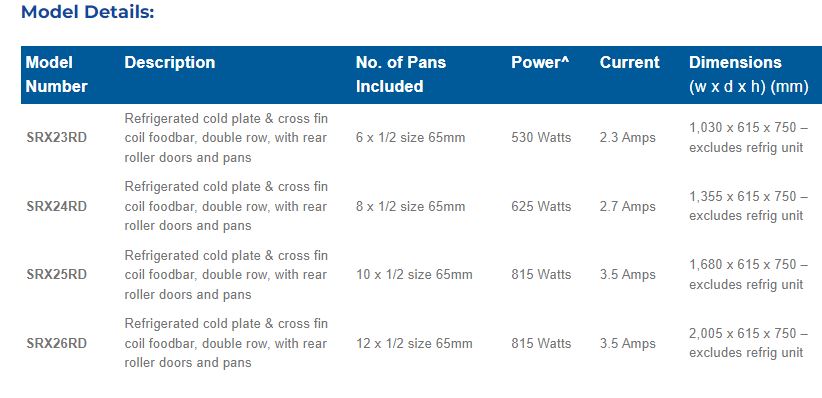 Model Details:
Model Number Description No. of Pans Included Power^ Current Dimensions (w x d x h) (mm)
SRX23RD Refrigerated cold plate & cross fin coil foodbar, double row, with rear roller doors and pans 6 x 1/2 size 65mm 530 Watts 2.3 Amps 1,030 x 615 x 750 – excludes refrig unit
SRX24RD Refrigerated cold plate & cross fin coil foodbar, double row, with rear roller doors and pans 8 x 1/2 size 65mm 625 Watts 2.7 Amps 1,355 x 615 x 750 – excludes refrig unit
SRX25RD Refrigerated cold plate & cross fin coil foodbar, double row, with rear roller doors and pans 10 x 1/2 size 65mm 815 Watts 3.5 Amps 1,680 x 615 x 750 – excludes refrig unit
SRX26RD Refrigerated cold plate & cross fin coil foodbar, double row, with rear roller doors and pans 12 x 1/2 size 65mm 815 Watts 3.5 Amps 2,005 x 615 x 750 – excludes refrig unit